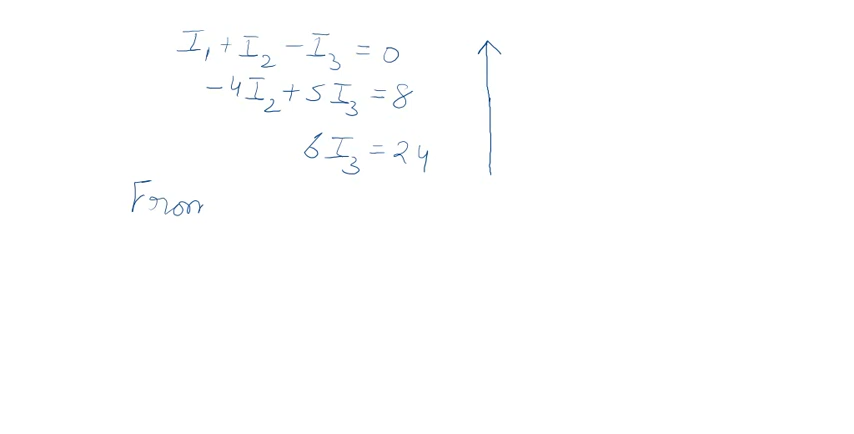 I₁ + I₂ - I₃ = 0
-4I₂ + 5I₃ = 8
6I₃ = 24
From